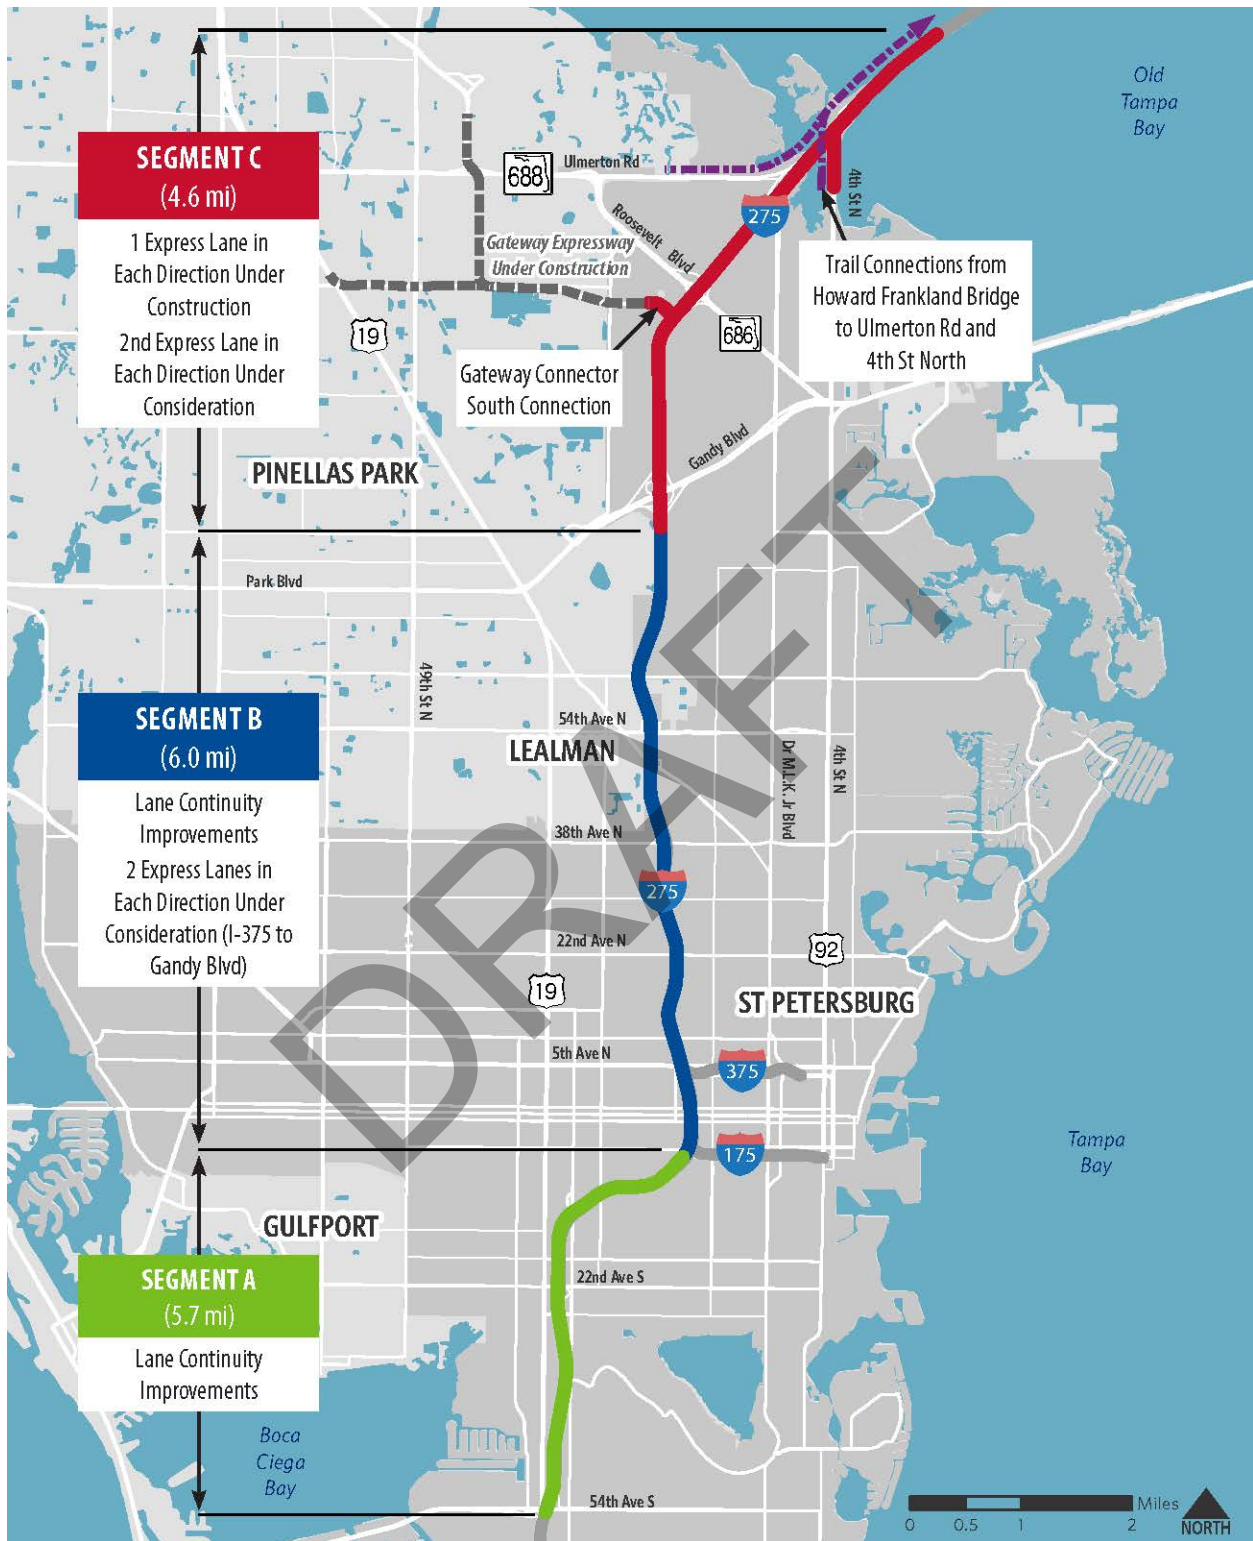 Old
Tampa
Bay
SEGMENT C
(4.6 mi)
1 Express Lane in
Each Direction Under
Construction
2nd Express Lane in
Each Direction Under
Consideration
Ulmerton Rd
688
4th St N
275
Roosevelt Blvd
Gateway Expressway
Under Construction
Trail Connections from
Howard Frankland Bridge
to Ulmerton Rd and
4th St North
19
686
Gateway Connector
South Connection
Gandy Blvd
PINELLAS PARK
Park Blvd
49th St N
SEGMENT B
(6.0 mi)
Lane Continuity
Improvements
2 Express Lanes in
Each Direction Under
Consideration (I-375 to
Gandy Blvd)
54th Ave N
LEALMAN
Dr M.L.K. Jr Blvd
4th St N
38th Ave N
275
22nd Ave N
92
19
ST PETERSBURG
5th Ave N
375
175
Tampa
Bay
GULFPORT
SEGMENT A
(5.7 mi)
Lane Continuity
Improvements
22nd Ave S
Boca
Ciega
Bay
54th Ave S
DRAFT
Miles
0 0.5 1 2
NORTH